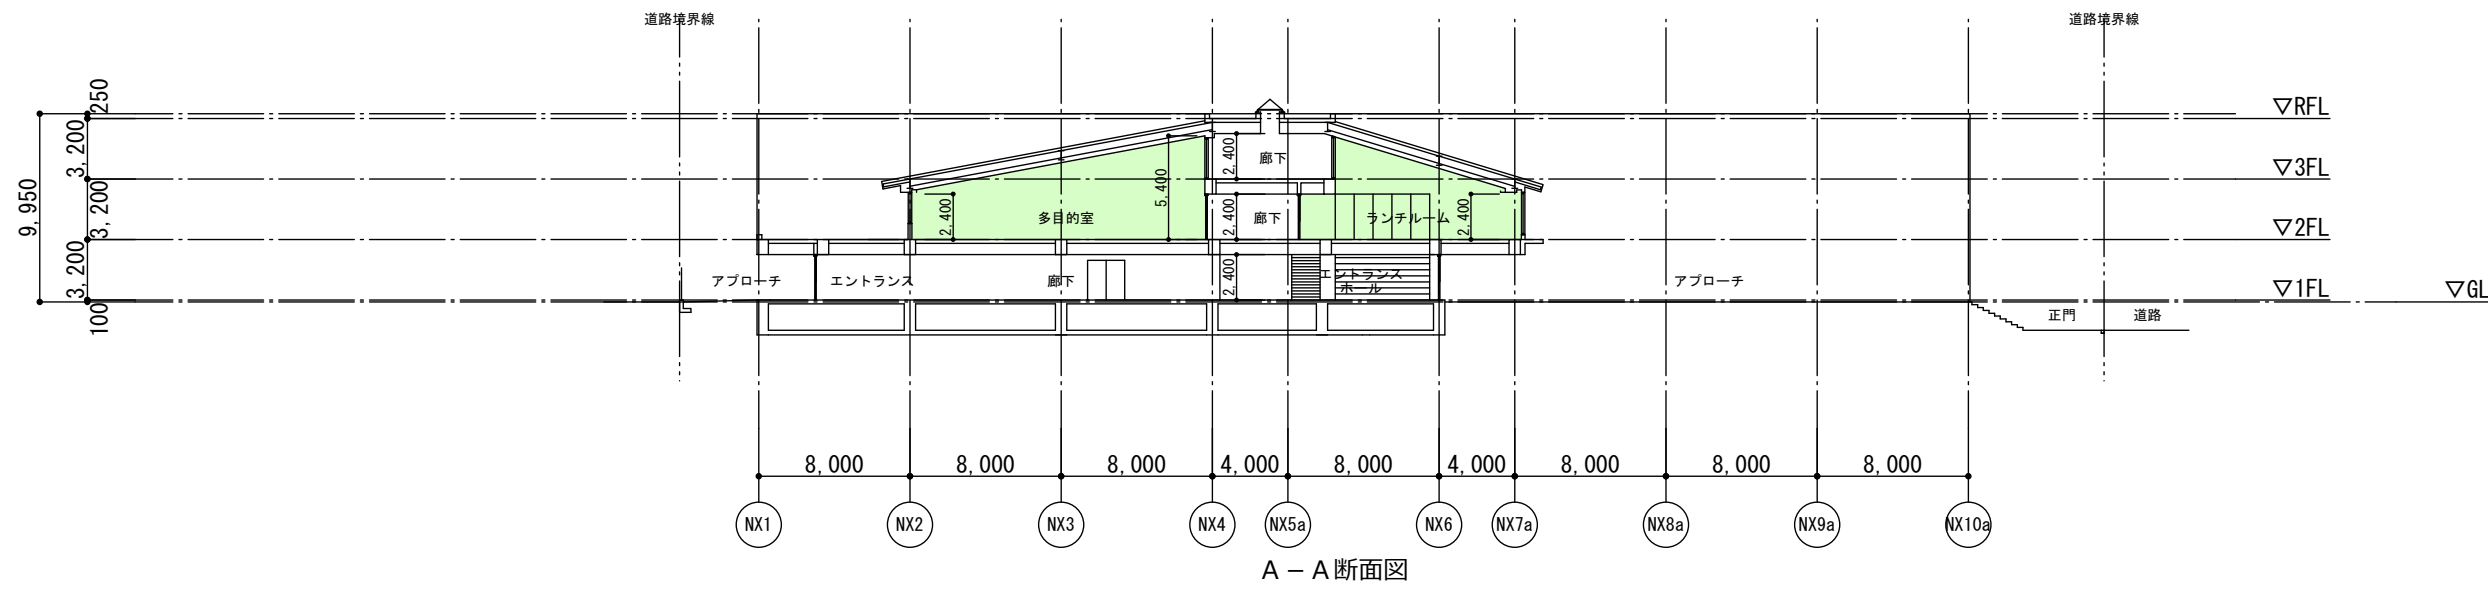 道路境界線
道路境界線
250
3,200
3,200
3,200
100
9,950
▽RFL
▽3FL
▽2FL
▽1FL
▽GL
2,400
廊下
5,400
2,400
多目的室
2,400
廊下
ランチルーム
2,400
アプローチ
エントランス
廊下
2,400
エントランス
ホール
アプローチ
正門
道路
8,000
8,000
8,000
4,000
8,000
4,000
8,000
8,000
8,000
NX1
NX2
NX3
NX4
NX5a
NX6
NX7a
NX8a
NX9a
NX10a
A－A断面図